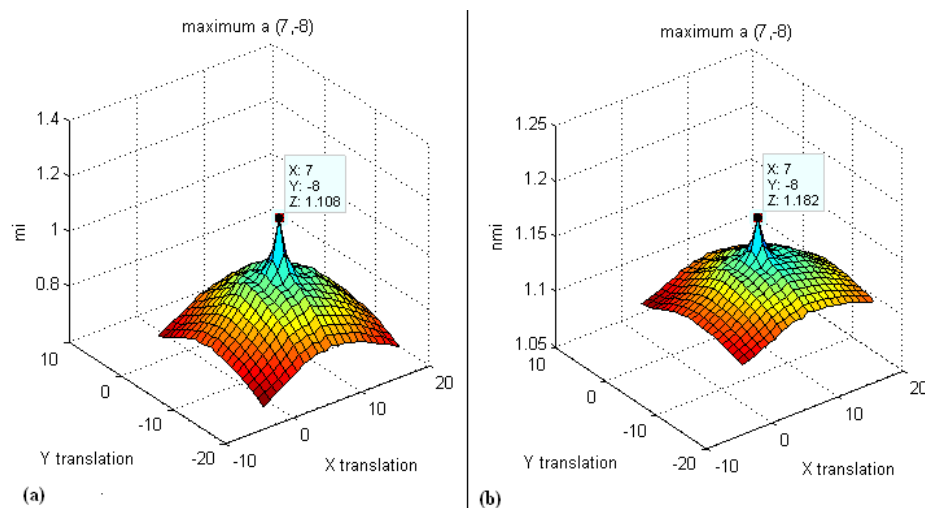 maximum a (7,-8)
1.4
1.2
1
0.8
mi
X: 7
Y: -8
Z: 1.108
10
0
-10
-20
Y translation
-10
0
10
20
X translation
(a)
maximum a (7,-8)
1.25
1.2
1.15
1.1
1.05
nmi
X: 7
Y: -8
Z: 1.182
10
0
-10
-20
Y translation
-10
0
10
20
X translation
(b)